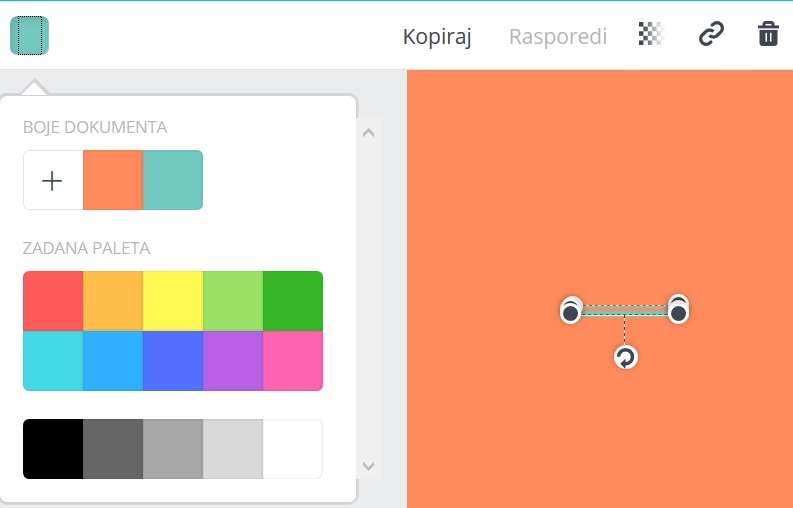 Kopiraj Rasporedi
BOJE DOKUMENTA
ZADANA PALETA